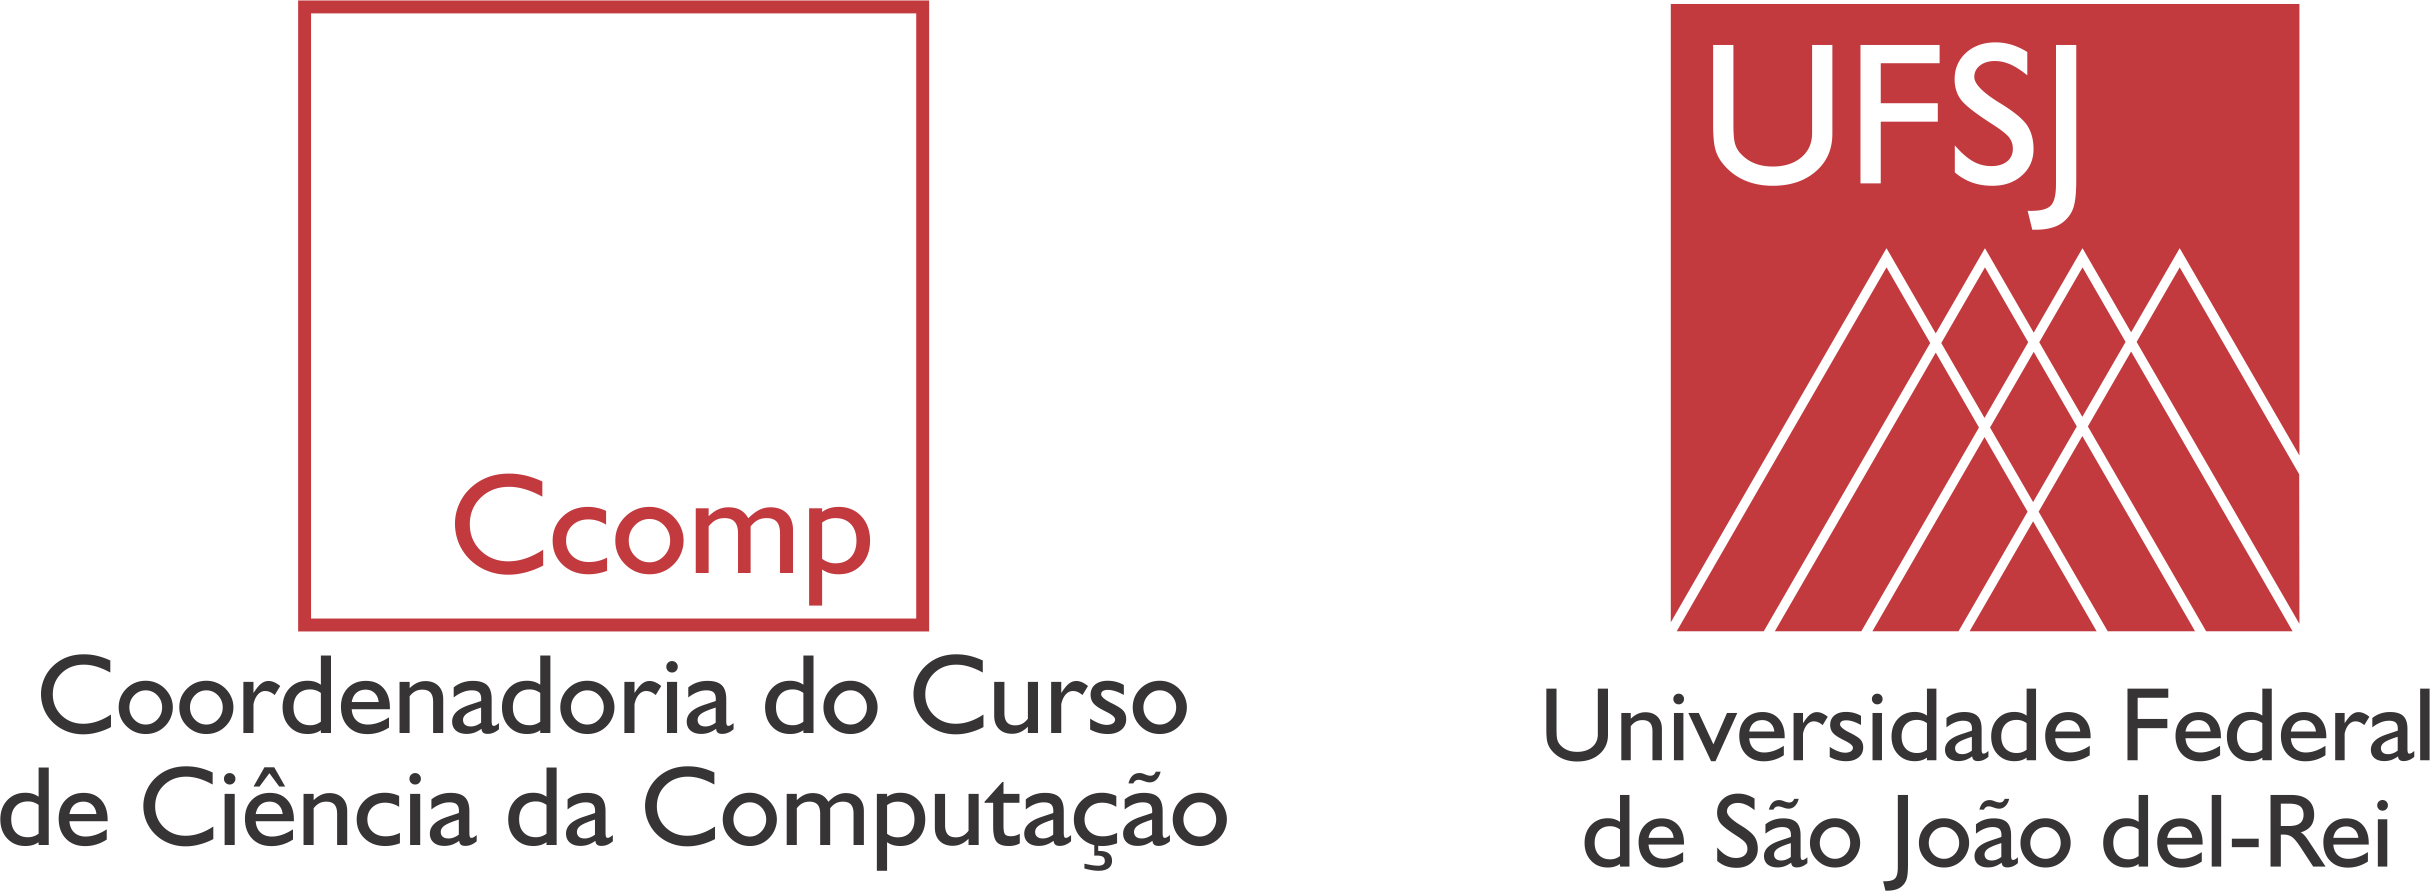 Ccomp
Coordenadoria do Curso
de Ciência da Computação
UFSJ
Universidade Federal
de São João del-Rei